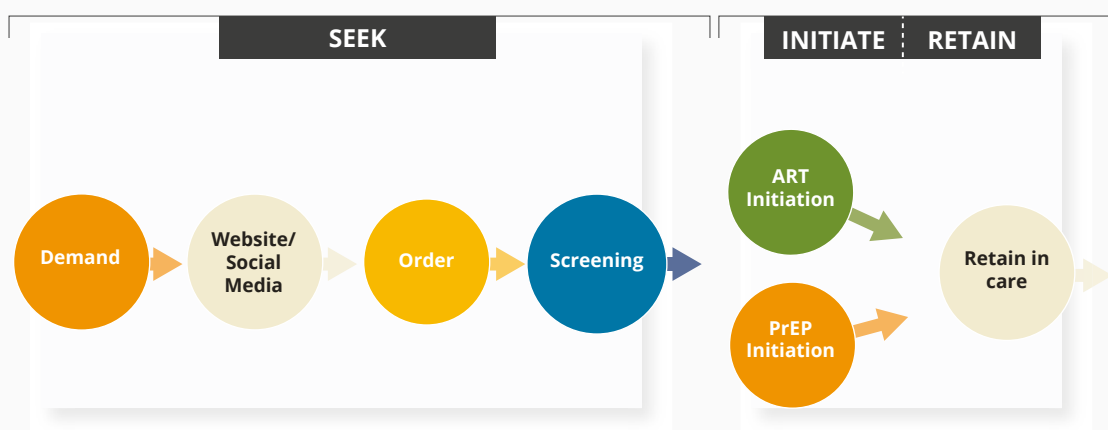 SEEK
INITIATE
RETAIN
Demand
Website/
Social
Media
Order
Screening
ART
Initiation
PrEP
Initiation
Retain in
care